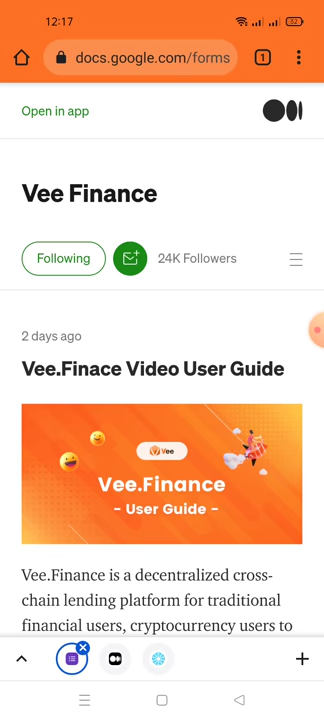 12:17
52
docs.google.com/forms
1
Open in app
Vee Finance
Following
24K Followers
2 days ago
Vee.Finace Video User Guide
Vee
Vee.Finance
- User Guide -
Vee.Finance is a decentralized cross-
chain lending platform for traditional
financial users, cryptocurrency users to